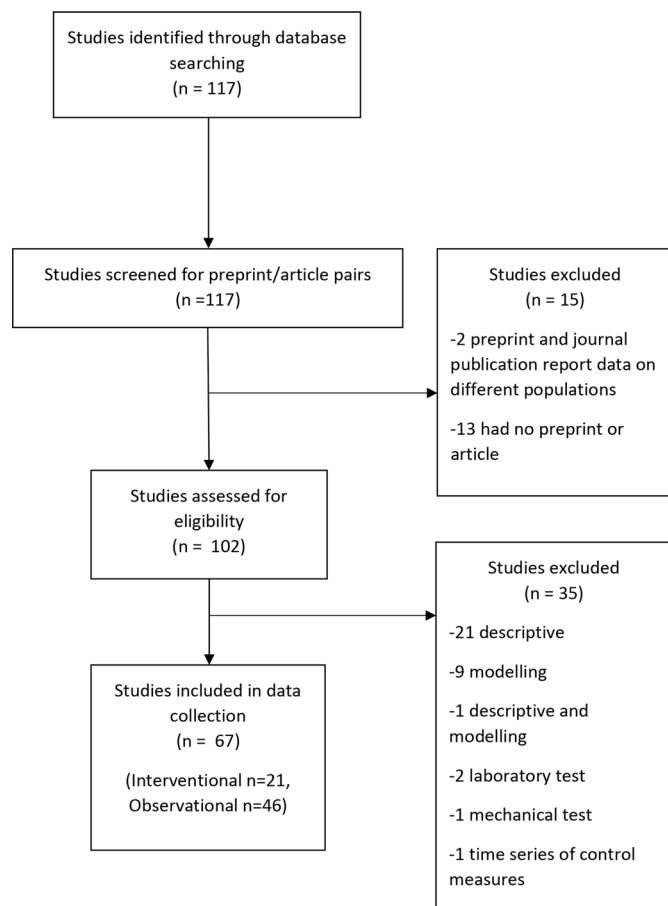 Studies identified through database
searching
(n = 117)
Studies screened for preprint/article pairs
(n =117)
Studies excluded
(n = 15)
-2 preprint and journal
publication report data on
different populations
-13 had no preprint or
article
Studies assessed for
eligibility
(n =  102)
Studies excluded
(n = 35)
-21 descriptive
-9 modelling
-1 descriptive and
modelling
-2 laboratory test
-1 mechanical test
-1 time series of control
measures
Studies included in data
collection
(n =  67)
(Interventional n=21,
Observational n=46)